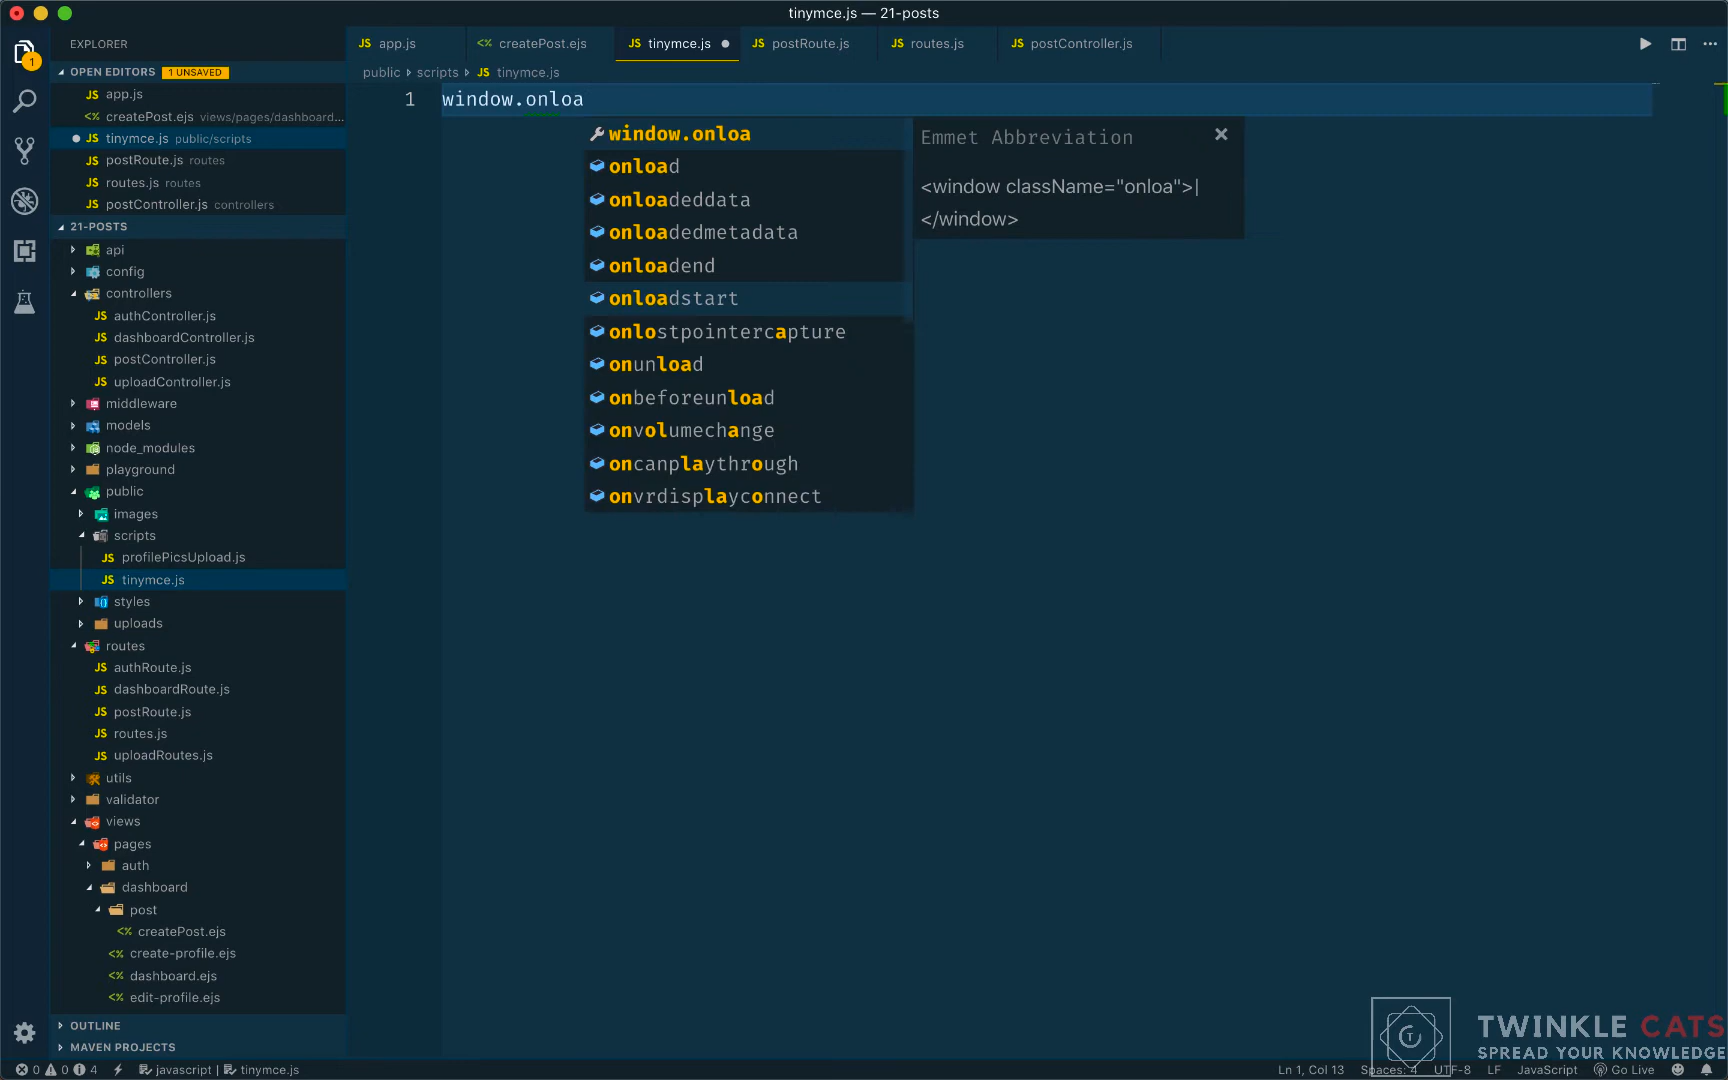 tinymce.js — 21-posts
EXPLORER
JS app.js
<% createPost.ejs
JS tinymce.js
JS postRoute.js
JS routes.js
JS postController.js
1
OPEN EDITORS 1 UNSAVED
JS app.js
<% createPost.ejs views/pages/dashboard...
JS tinymce.js public/scripts
JS postRoute.js routes
JS routes.js routes
JS postController.js controllers
21-POSTS
api
config
controllers
JS authController.js
JS dashboardController.js
JS postController.js
JS uploadController.js
middleware
models
node_modules
playground
public
images
scripts
JS profilePicsUpload.js
JS tinymce.js
styles
uploads
routes
JS authRoute.js
JS dashboardRoute.js
JS postRoute.js
JS routes.js
JS uploadRoutes.js
utils
validator
views
pages
auth
dashboard
post
<% createPost.ejs
<% create-profile.ejs
<% dashboard.ejs
<% edit-profile.ejs
OUTLINE
MAVEN PROJECTS
public scripts JS tinymce.js
1 window.onloa
window.onloa
onload
onloadeddata
onloadedmetadata
onloadend
onloadstart
onlostpointercapture
onunload
onbeforeunload
onvolumechange
oncanplaythrough
onvrdisplayconnect
Emmet Abbreviation
<window className="onloa">|
</window>
TWINKLE CATS
SPREAD YOUR KNOWLEDGE
0 0 4 javascript | tinymce.js
Ln 1, Col 13 Spaces: 4 UTF-8 LF JavaScript Go Live